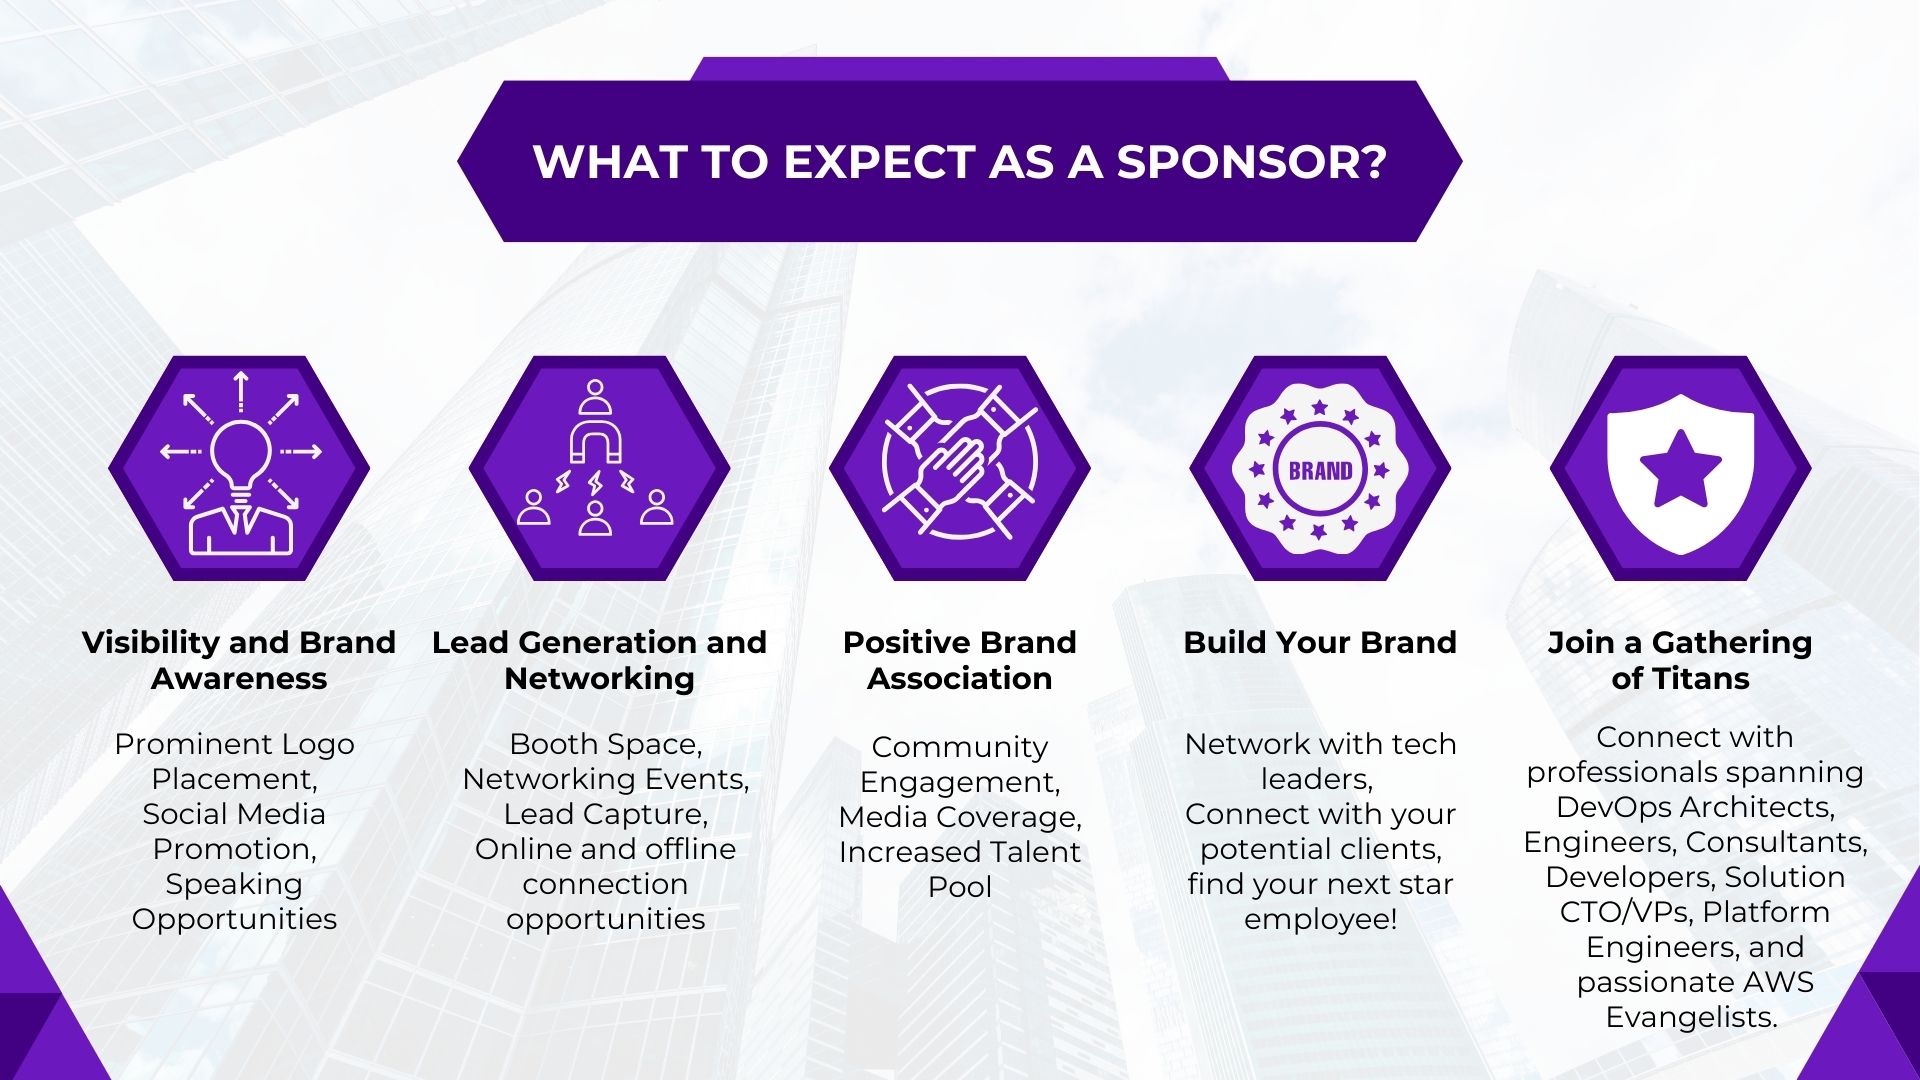 WHAT TO EXPECT AS A SPONSOR?
BRAND
Visibility and Brand
Awareness
Prominent Logo
Placement,
Social Media
Promotion,
Speaking
Opportunities
Lead Generation and
Networking
Booth Space,
Networking Events,
Lead Capture,
Online and offline
connection
opportunities
Positive Brand
Association
Community
Engagement,
Media Coverage,
Increased Talent
Pool
Build Your Brand
Network with tech
leaders,
Connect with your
potential clients,
find your next star
employee!
Join a Gathering
of Titans
Connect with
professionals spanning
DevOps Architects,
Engineers, Consultants,
Developers, Solution
CTO/VPs, Platform
Engineers, and
passionate AWS
Evangelists.